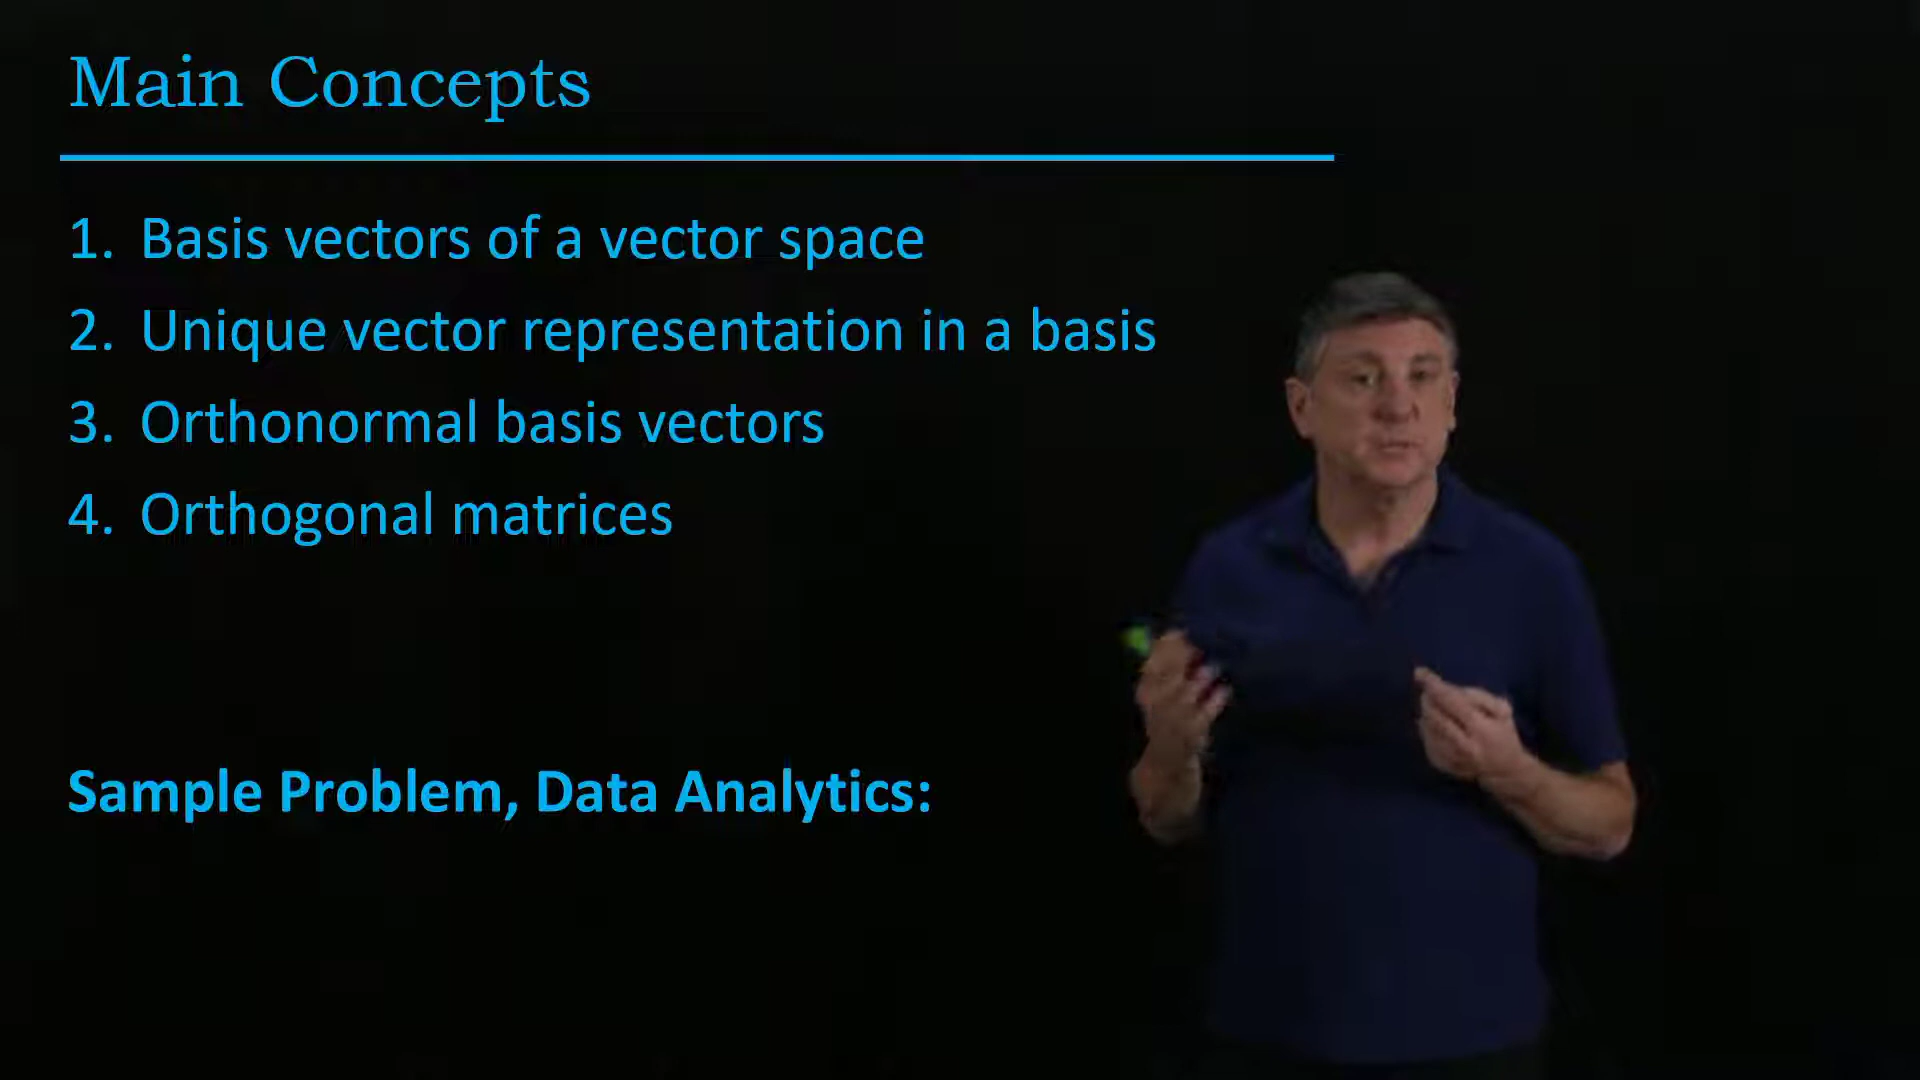 Main Concepts
1. Basis vectors of a vector space
2. Unique vector representation in a basis
3. Orthonormal basis vectors
4. Orthogonal matrices
Sample Problem, Data Analytics: